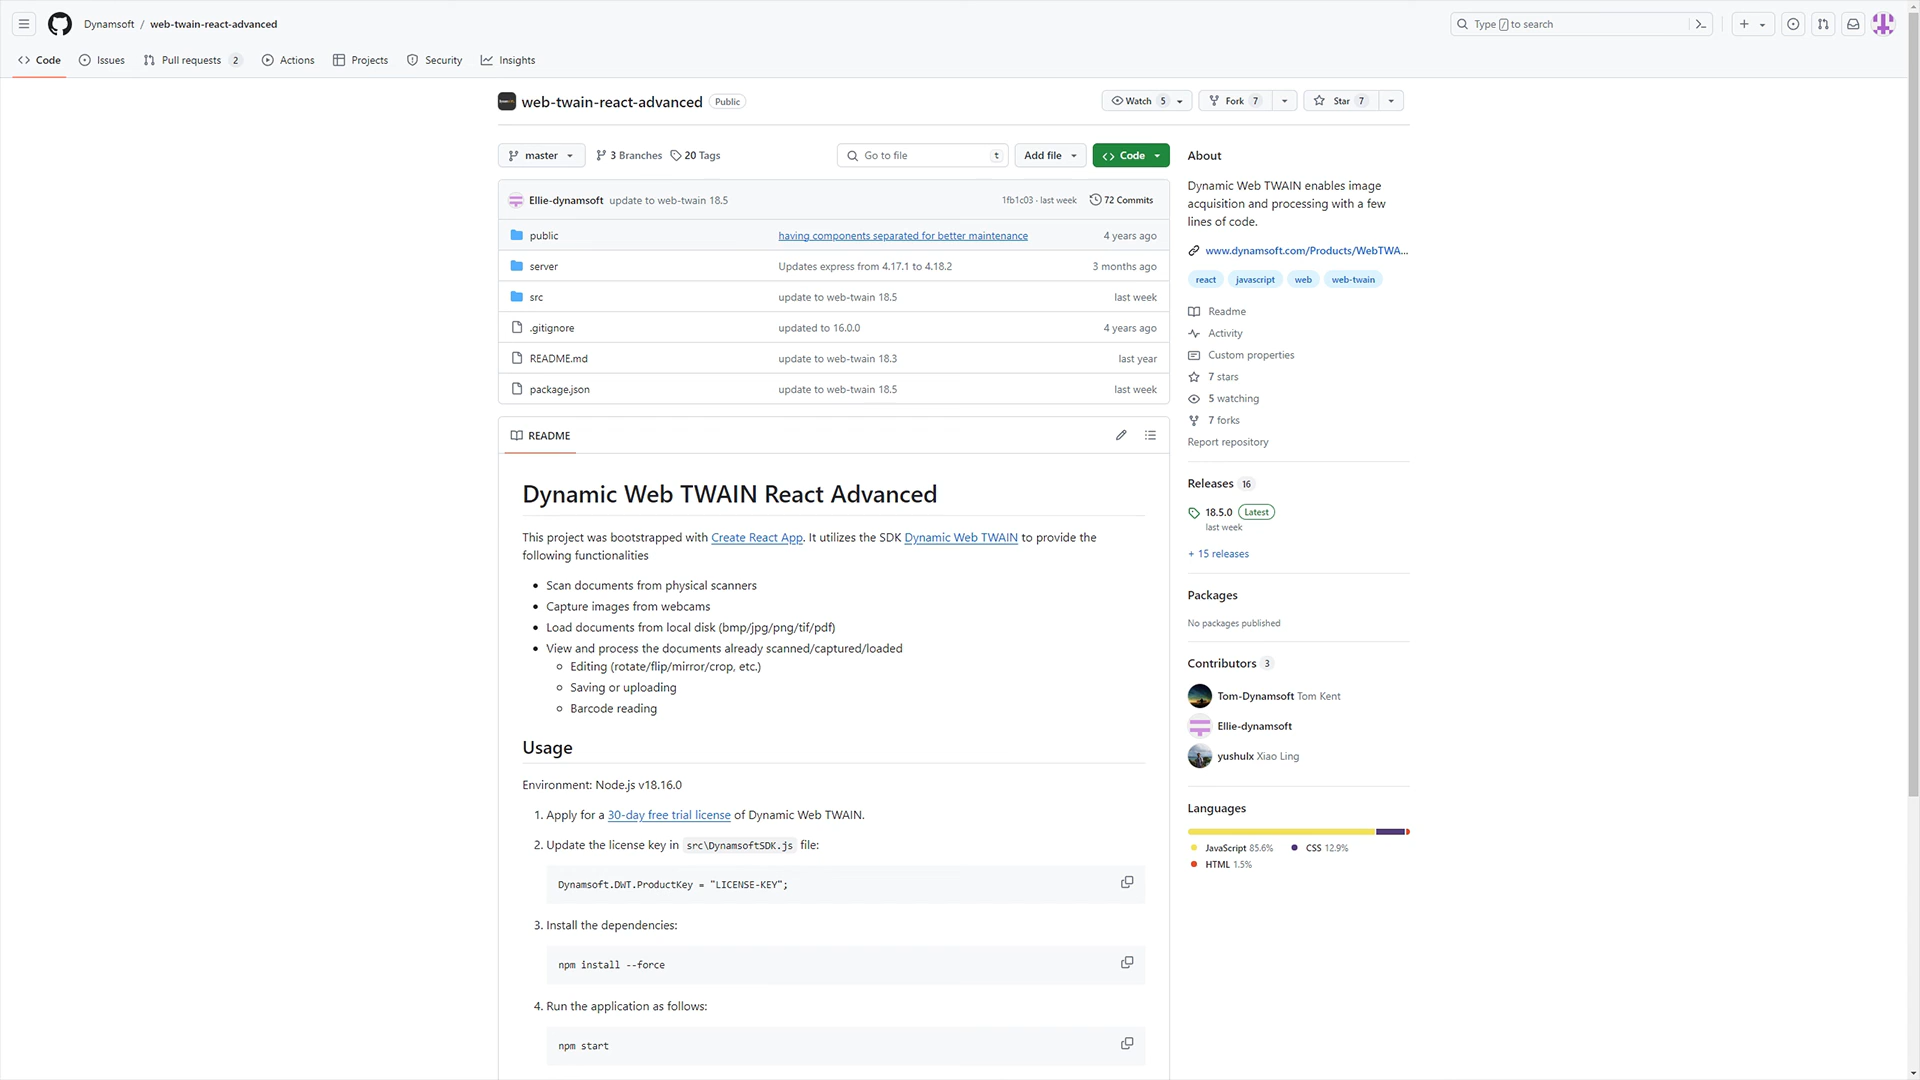 Dynamsoft / web-twain-react-advanced
Type / to search
Code
Issues
Pull requests 2
Actions
Projects
Security
Insights
web-twain-react-advanced Public
Watch 5
Fork 7
Star 7
master
3 Branches
20 Tags
Go to file t
Add file
Code
Ellie-dynamsoft update to web-twain 18.5 1fb1c03 · last week 72 Commits
public having components separated for better maintenance 4 years ago
server Updates express from 4.17.1 to 4.18.2 3 months ago
src update to web-twain 18.5 last week
.gitignore updated to 16.0.0 4 years ago
README.md update to web-twain 18.3 last year
package.json update to web-twain 18.5 last week
README
Dynamic Web TWAIN React Advanced
This project was bootstrapped with Create React App. It utilizes the SDK Dynamic Web TWAIN to provide the
following functionalities
• Scan documents from physical scanners
• Capture images from webcams
• Load documents from local disk (bmp/jpg/png/tif/pdf)
• View and process the documents already scanned/captured/loaded
◦ Editing (rotate/flip/mirror/crop, etc.)
◦ Saving or uploading
◦ Barcode reading
Usage
Environment: Node.js v18.16.0
1. Apply for a 30-day free trial license of Dynamic Web TWAIN.
2. Update the license key in src\DynamsoftSDK.js file:
Dynamsoft.DWT.ProductKey = "LICENSE-KEY";
3. Install the dependencies:
npm install --force
4. Run the application as follows:
npm start
About
Dynamic Web TWAIN enables image
acquisition and processing with a few
lines of code.
www.dynamsoft.com/Products/WebTWA...
react javascript web web-twain
Readme
Activity
Custom properties
7 stars
5 watching
7 forks
Report repository
Releases 16
18.5.0 Latest
last week
+ 15 releases
Packages
No packages published
Contributors 3
Tom-Dynamsoft Tom Kent
Ellie-dynamsoft
yushulx Xiao Ling
Languages
JavaScript 85.6% CSS 12.9%
HTML 1.5%